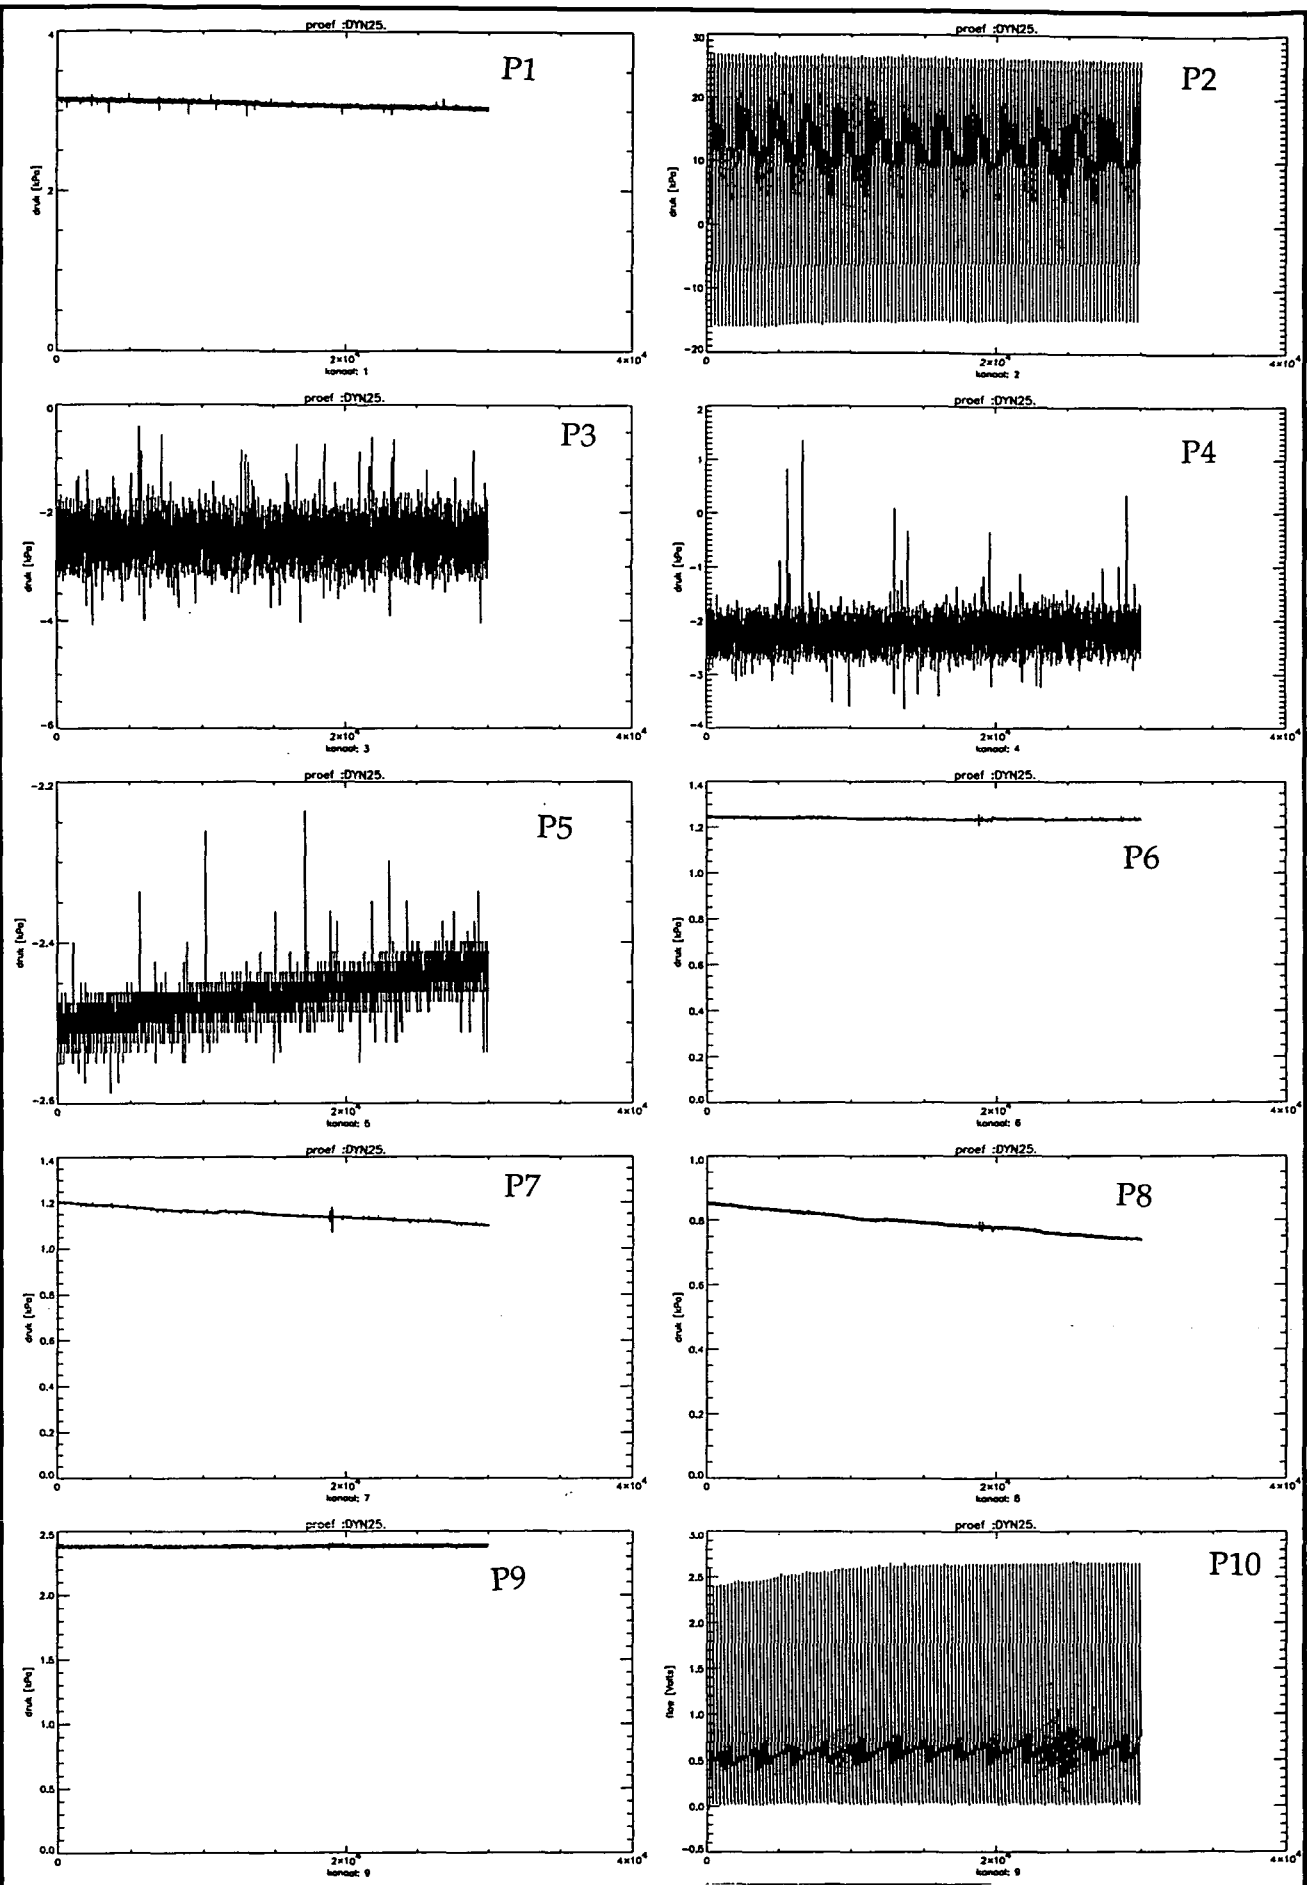 proef :DYN25.
P1
4
2
0
druk [kPa]
0 2×10⁴ 4×10⁴
kanaal: 1
proef :DYN25.
P2
30
20
10
0
−10
−20
druk [kPa]
0 2×10⁴ 4×10⁴
kanaal: 2
proef :DYN25.
P3
0
−2
−4
−6
druk [kPa]
0 2×10⁴ 4×10⁴
kanaal: 3
proef :DYN25.
P4
2
1
0
−1
−2
−3
−4
druk [kPa]
0 2×10⁴ 4×10⁴
kanaal: 4
proef :DYN25.
P5
−2.2
−2.4
−2.6
druk [kPa]
0 2×10⁴ 4×10⁴
kanaal: 5
proef :DYN25.
P6
1.4
1.2
1.0
0.8
0.6
0.4
0.2
0.0
druk [kPa]
0 2×10⁴ 4×10⁴
kanaal: 6
proef :DYN25.
P7
1.4
1.2
1.0
0.8
0.6
0.4
0.2
0.0
druk [kPa]
0 2×10⁴ 4×10⁴
kanaal: 7
proef :DYN25.
P8
1.0
0.8
0.6
0.4
0.2
0.0
druk [kPa]
0 2×10⁴ 4×10⁴
kanaal: 8
proef :DYN25.
P9
2.5
2.0
1.5
1.0
0.5
0.0
druk [kPa]
0 2×10⁴ 4×10⁴
kanaal: 9
proef :DYN25.
P10
3.0
2.5
2.0
1.5
1.0
0.5
0.0
−0.5
flow [Volts]
0 2×10⁴ 4×10⁴
kanaal: 9